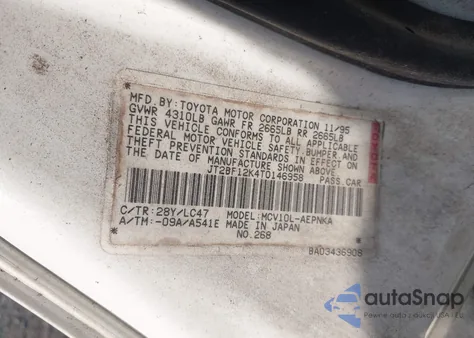 MFD. BY: TOYOTA MOTOR CORPORATION 11/95
GVWR 4310LB GAWR FR 2665LB RR 2665LB
THIS VEHICLE CONFORMS TO ALL APPLICABLE
FEDERAL MOTOR VEHICLE SAFETY, BUMPER, AND
THEFT PREVENTION STANDARDS IN EFFECT ON
THE DATE OF MANUFACTURE SHOWN ABOVE.
JT2BF12K4T0146958 PASS.CAR
C/TR: 28Y/LC47 MODEL: MCV10L-AEPNKA
A/TM: -09A/A541E MADE IN JAPAN
NO.268
BA03436908
autoSnap